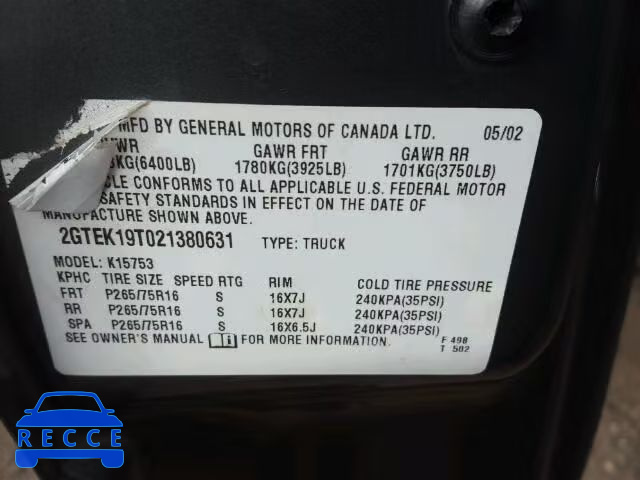 MFD BY GENERAL MOTORS OF CANADA LTD. 05/02
GAWR FRT GAWR RR
KG(6400LB) 1780KG(3925LB) 1701KG(3750LB)
CONFORMS TO ALL APPLICABLE U.S. FEDERAL MOTOR
SAFETY STANDARDS IN EFFECT ON THE DATE OF
MANUFACTURE SHOWN ABOVE.
2GTEK19T021380631 TYPE: TRUCK
MODEL: K15753
KPHC TIRE SIZE SPEED RTG RIM COLD TIRE PRESSURE
FRT P265/75R16 S 16X7J 240KPA(35PSI)
RR P265/75R16 S 16X7J 240KPA(35PSI)
SPA P265/75R16 S 16X6.5J 240KPA(35PSI)
SEE OWNER'S MANUAL FOR MORE INFORMATION.
F 498
T 502
RECCE